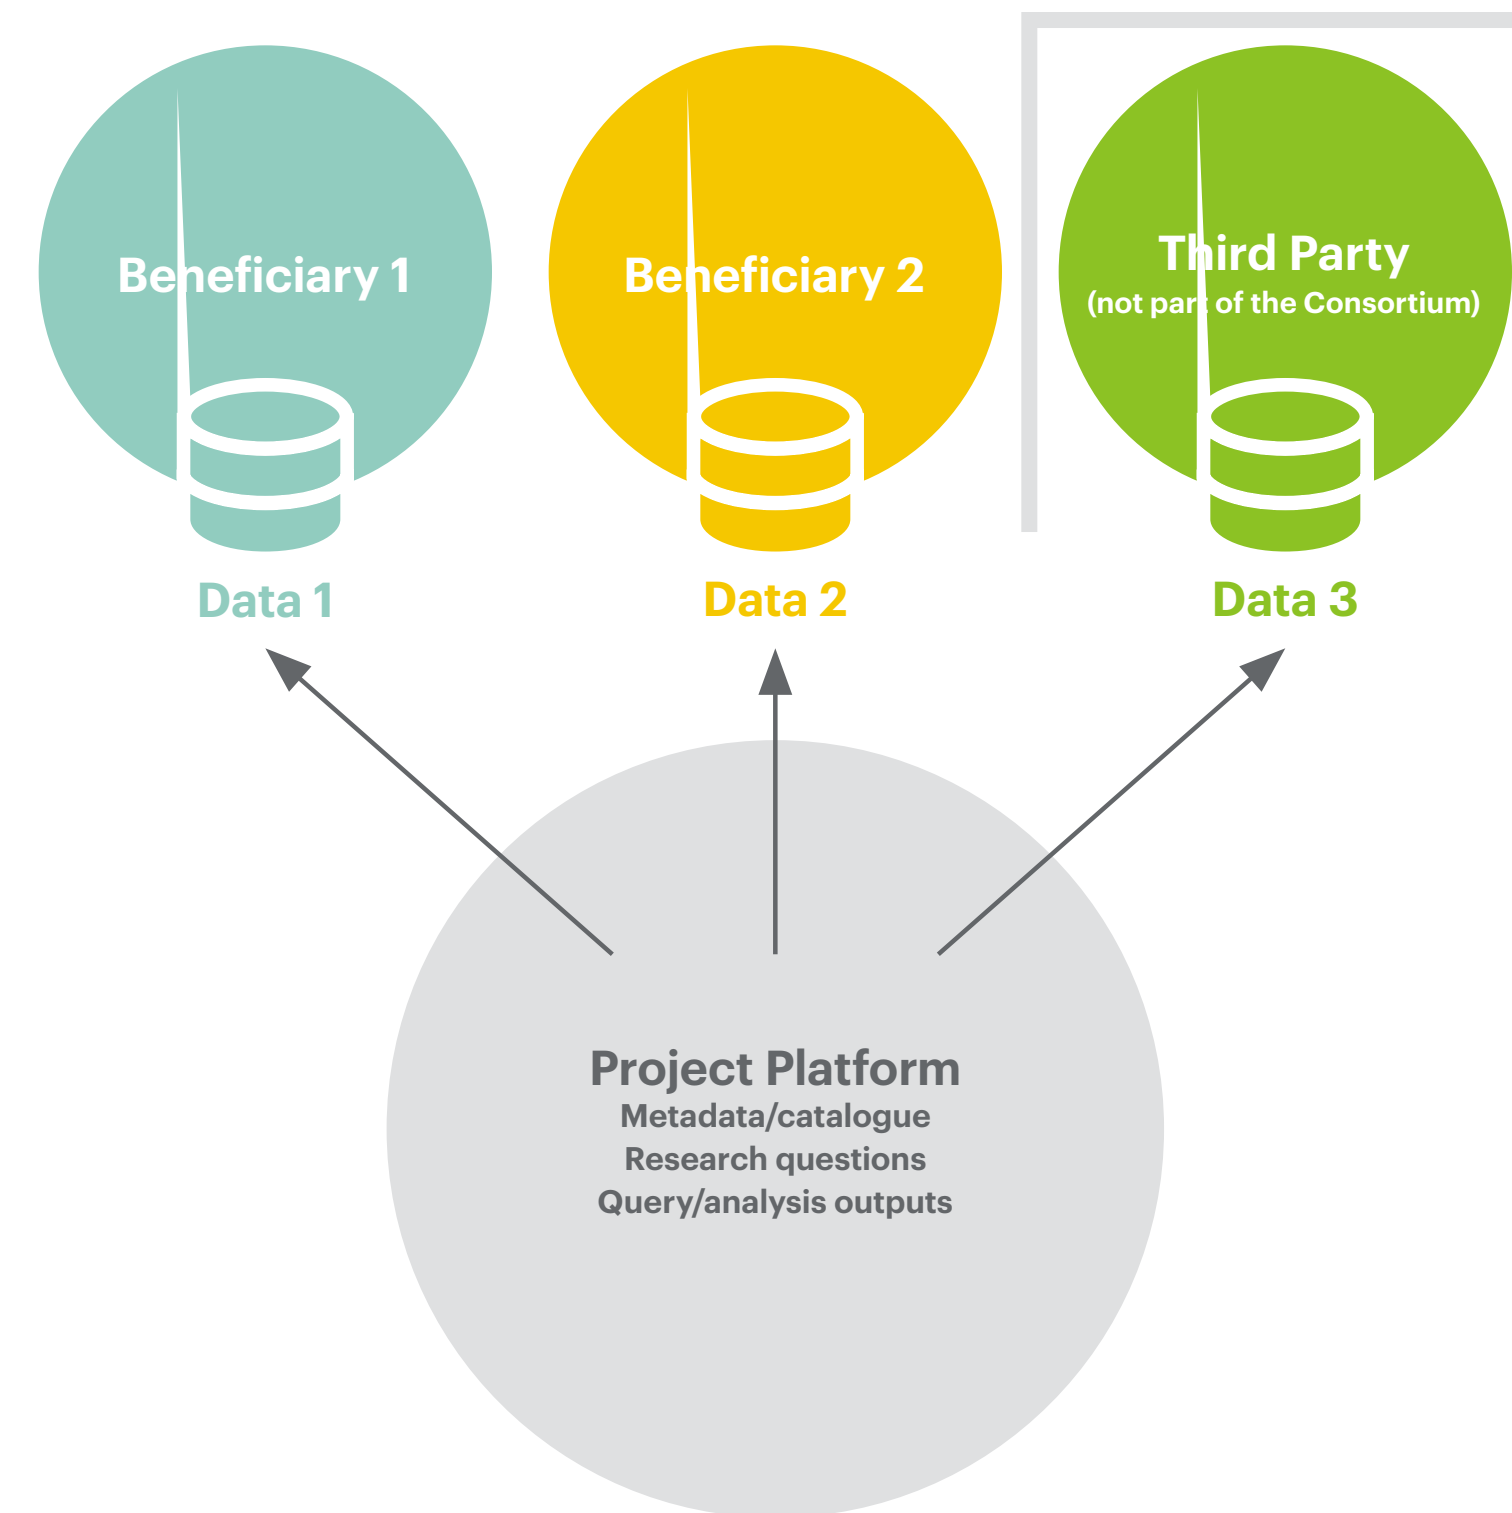 Beneficiary 1
Beneficiary 2
Third Party
(not part of the Consortium)
Data 1
Data 2
Data 3
Project Platform
Metadata/catalogue
Research questions
Query/analysis outputs